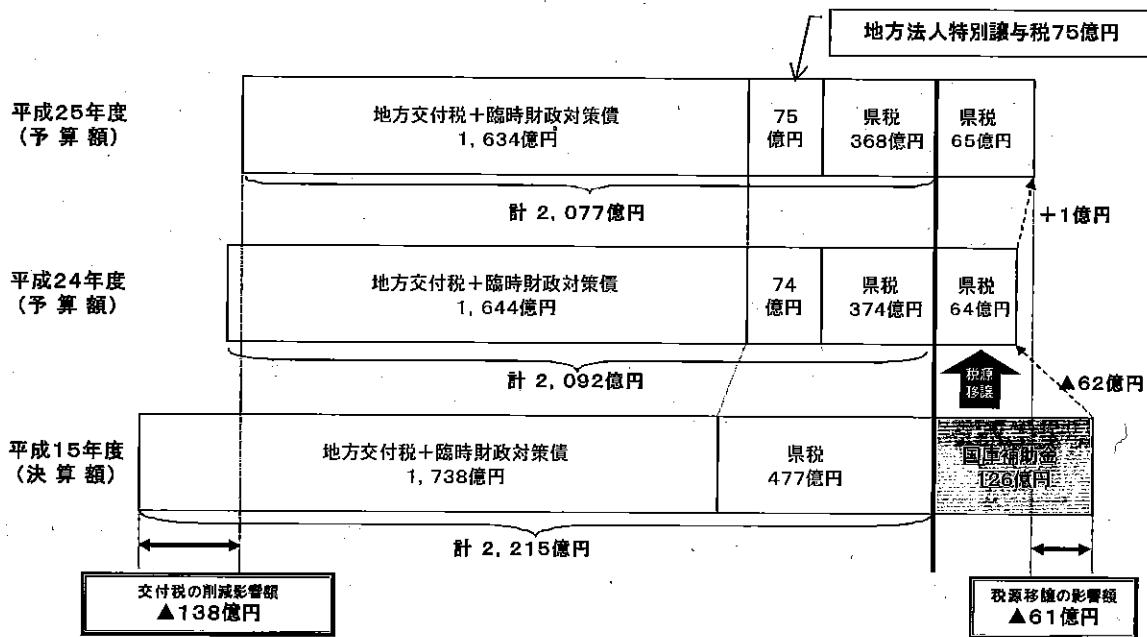 地方法人特別譲与税75億円
平成25年度
(予 算 額)
地方交付税+臨時財政対策債
1,634億円
75
億円
県税
368億円
県税
65億円
計 2,077億円
+1億円
平成24年度
(予 算 額)
地方交付税+臨時財政対策債
1,644億円
74
億円
県税
374億円
県税
64億円
計 2,092億円
税源
移譲
▲62億円
平成15年度
(決 算 額)
地方交付税+臨時財政対策債
1,738億円
県税
477億円
国庫補助金
126億円
計 2,215億円
交付税の削減影響額
▲138億円
税源移譲の影響額
▲61億円